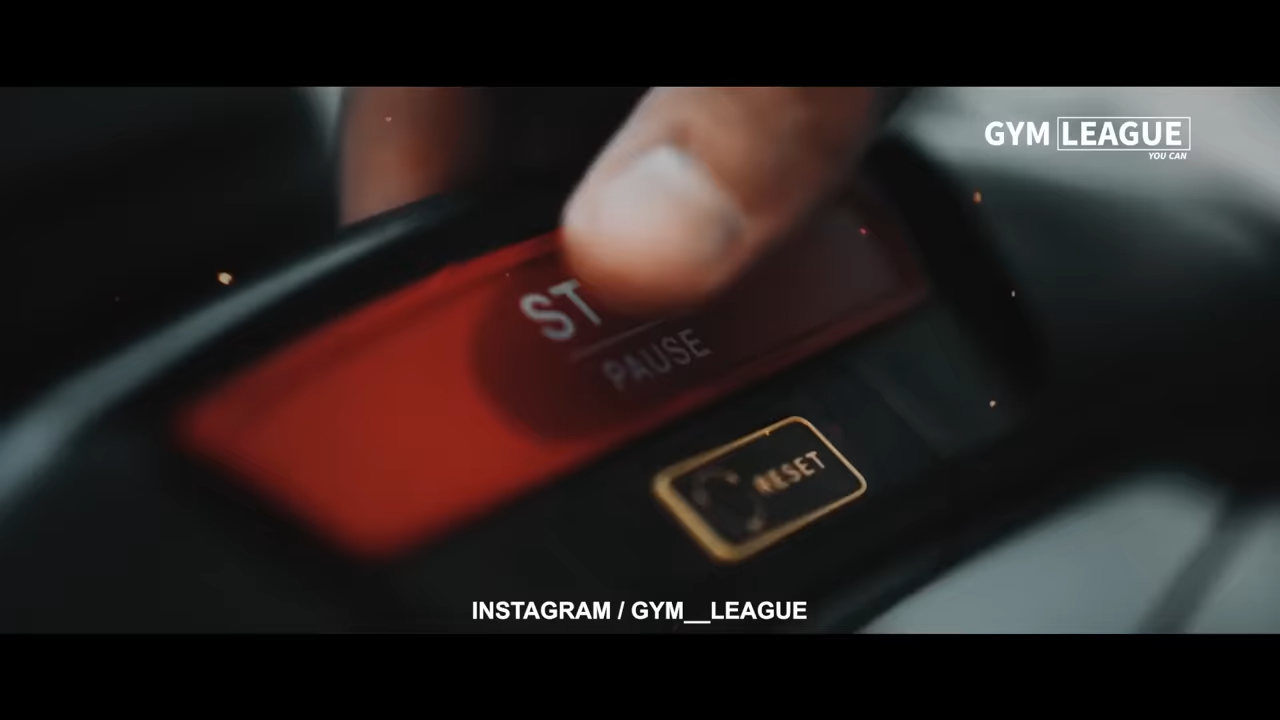 GYM LEAGUE
YOU CAN
ST
PAUSE
RESET
INSTAGRAM / GYM__LEAGUE